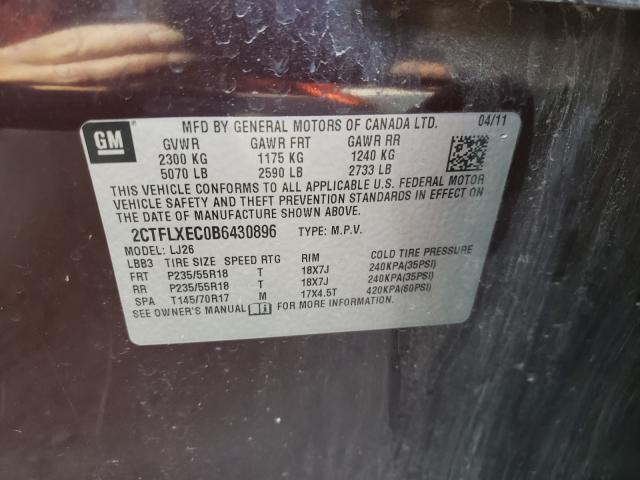 GM
MFD BY GENERAL MOTORS OF CANADA LTD. 04/11
GVWR GAWR FRT GAWR RR
2300 KG 1175 KG 1240 KG
5070 LB 2590 LB 2733 LB
THIS VEHICLE CONFORMS TO ALL APPLICABLE U.S. FEDERAL MOTOR
VEHICLE SAFETY AND THEFT PREVENTION STANDARDS IN EFFECT ON
THE DATE OF MANUFACTURE SHOWN ABOVE.
2CTFLXEC0B6430896 TYPE: M.P.V.
MODEL: LJ26
LBB3 TIRE SIZE SPEED RTG RIM COLD TIRE PRESSURE
FRT P235/55R18 T 18X7J 240KPA(35PSI)
RR P235/55R18 T 18X7J 240KPA(35PSI)
SPA T145/70R17 M 17X4.5T 420KPA(60PSI)
SEE OWNER'S MANUAL FOR MORE INFORMATION.